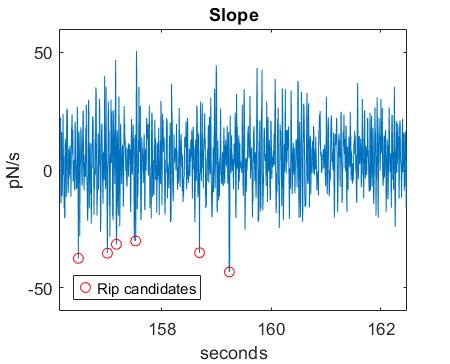 Slope
50
0
-50
pN/s
Rip candidates
158
160
162
seconds